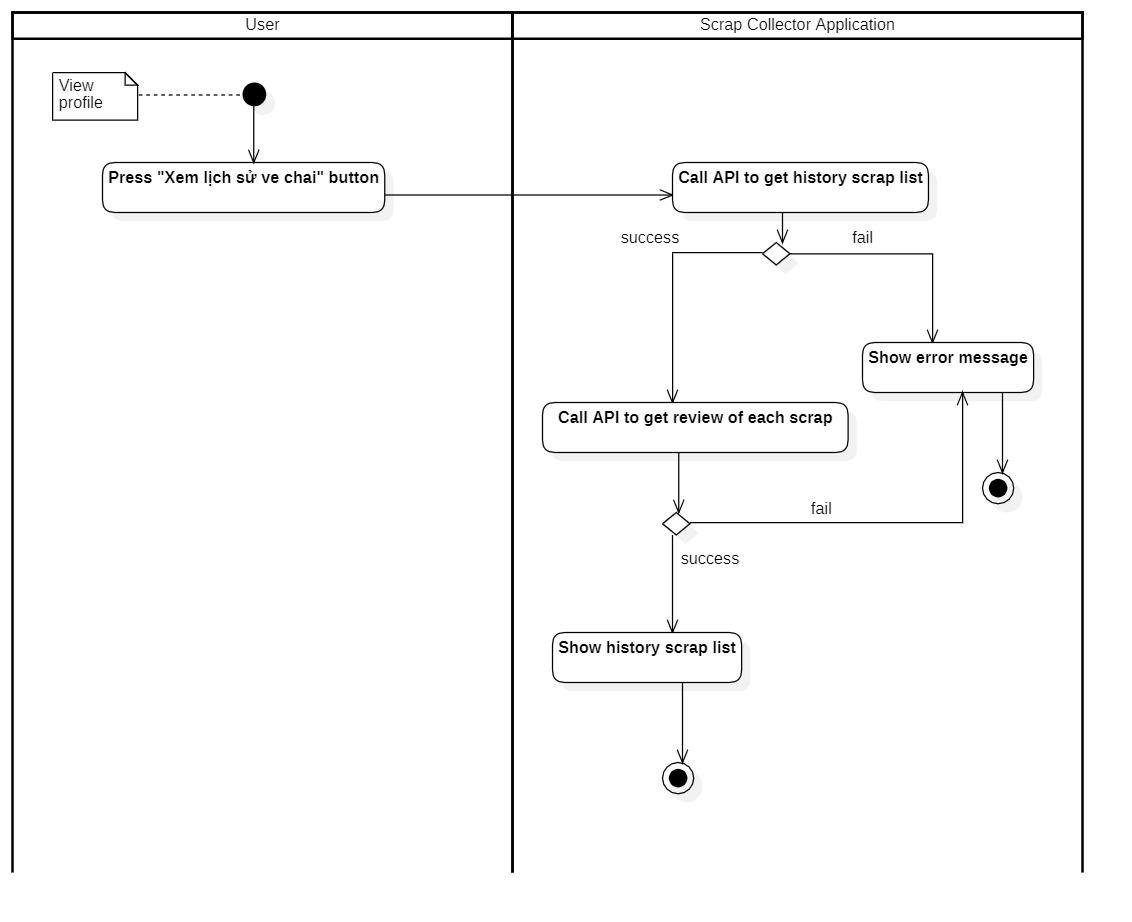 User
Scrap Collector Application
View
profile
Press "Xem lịch sử ve chai" button
Call API to get history scrap list
success
fail
Show error message
Call API to get review of each scrap
fail
success
Show history scrap list